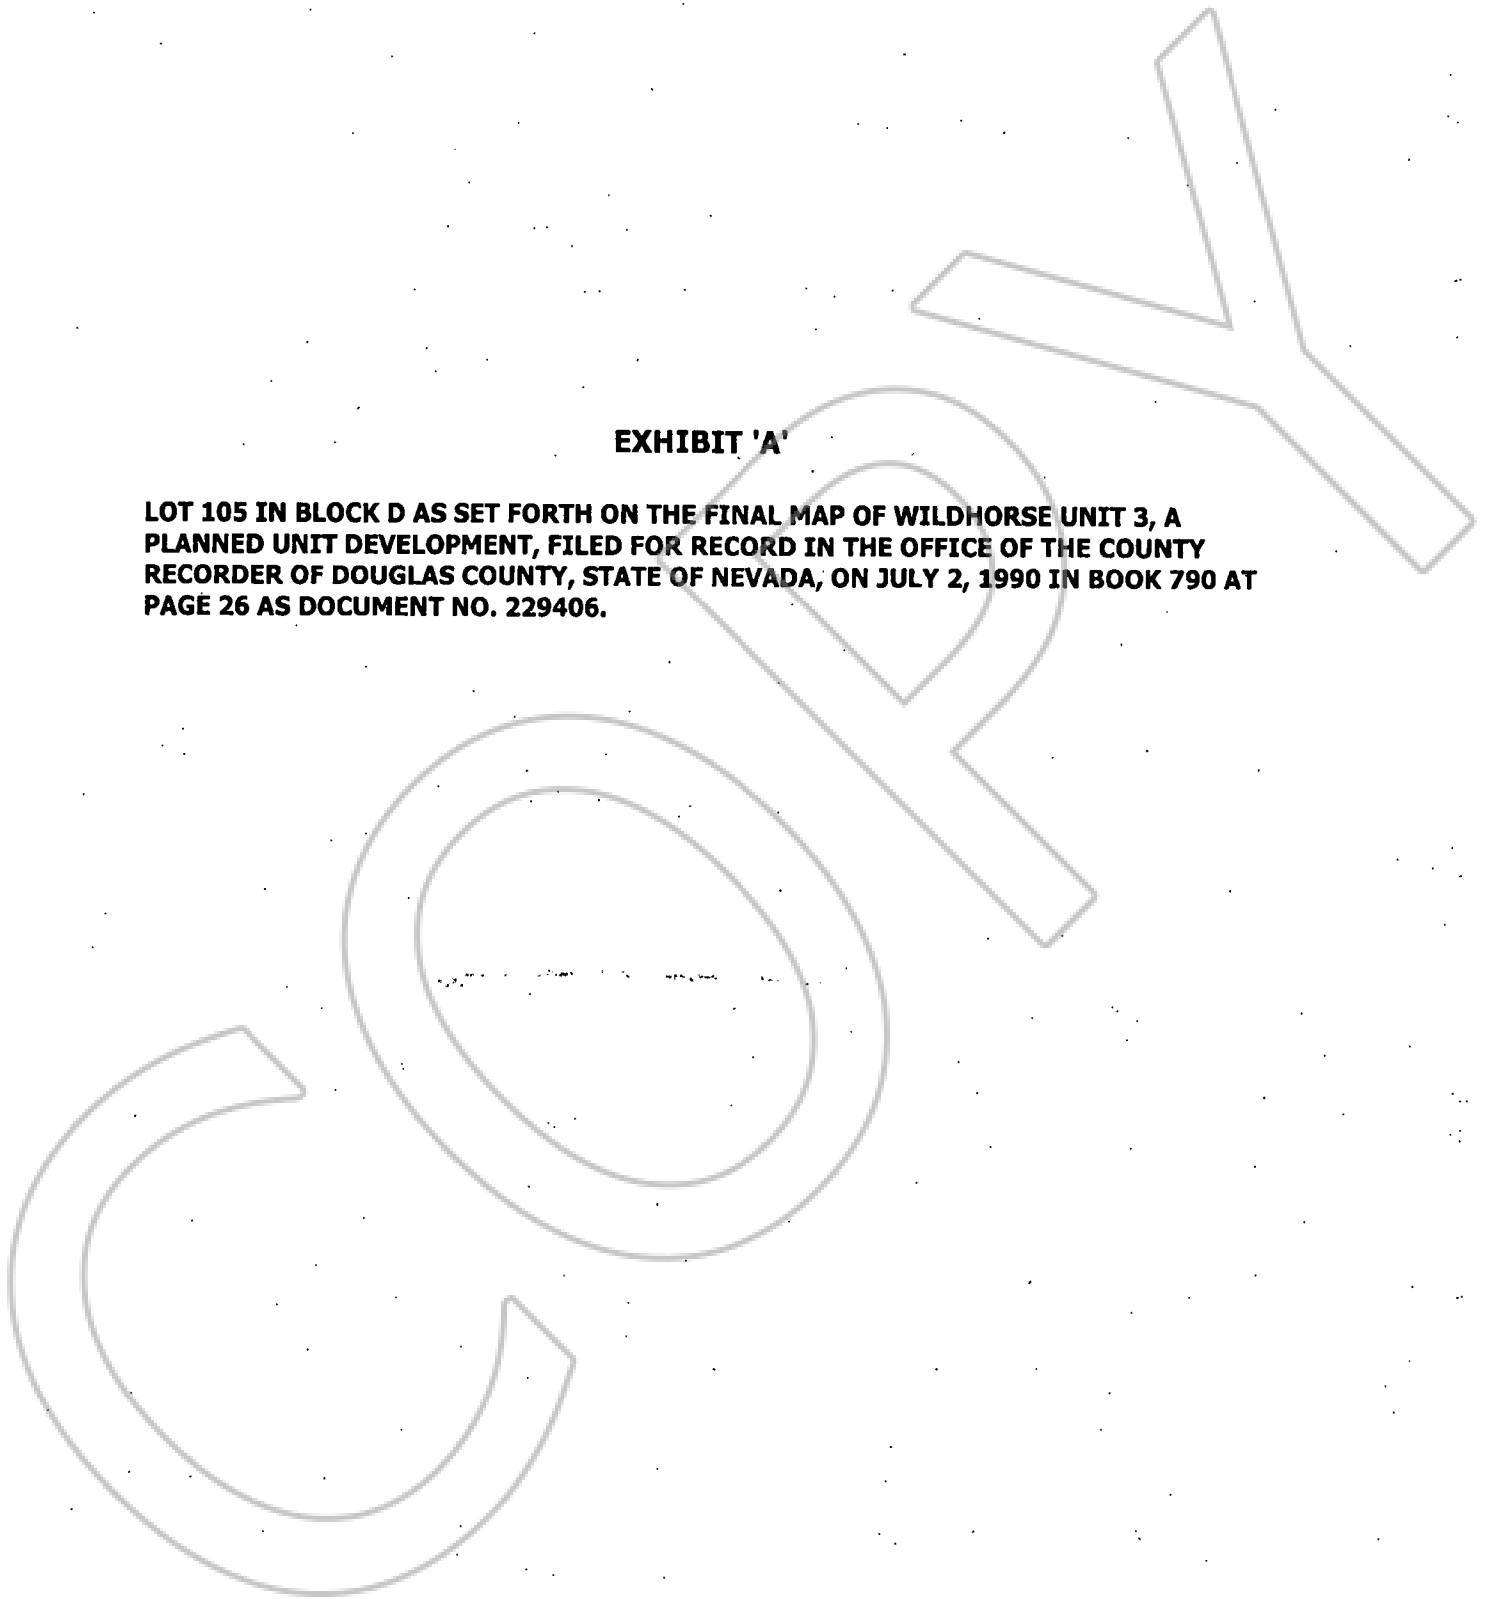 EXHIBIT 'A'
LOT 105 IN BLOCK D AS SET FORTH ON THE FINAL MAP OF WILDHORSE UNIT 3, A
PLANNED UNIT DEVELOPMENT, FILED FOR RECORD IN THE OFFICE OF THE COUNTY
RECORDER OF DOUGLAS COUNTY, STATE OF NEVADA, ON JULY 2, 1990 IN BOOK 790 AT
PAGE 26 AS DOCUMENT NO. 229406.
COPY